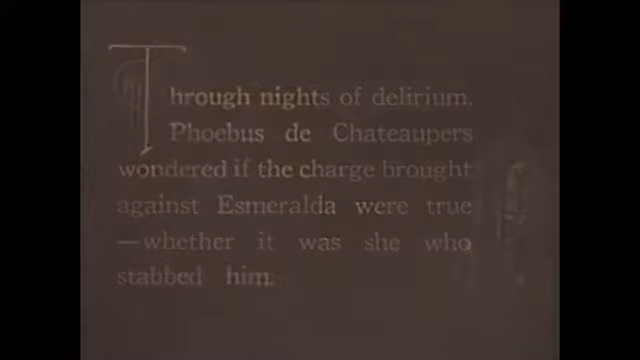 Through nights of delirium,
Phoebus de Chateaupers
wondered if the charge brought
against Esmeralda were true
—whether it was she who
stabbed him.